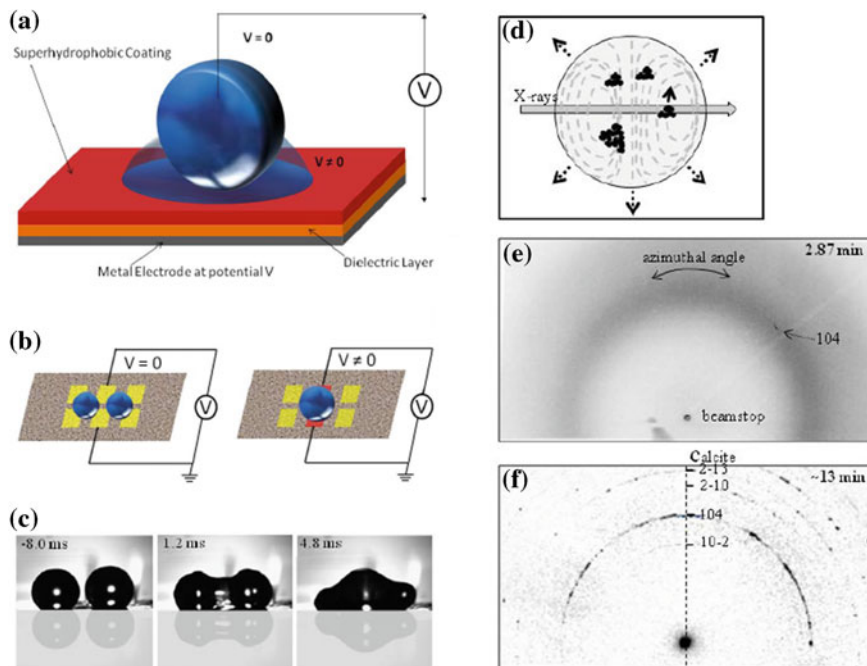 (a)
V = 0
Superhydrophobic Coating
V
V ≠ 0
Dielectric Layer
Metal Electrode at potential V
(b)
V = 0
V
V ≠ 0
V
(c)
-8.0 ms
1.2 ms
4.8 ms
(d)
X-rays
(e)
2.87 min
azimuthal angle
104
beamstop
(f)
Calcite
~13 min
2-13
2-10
104
10-2